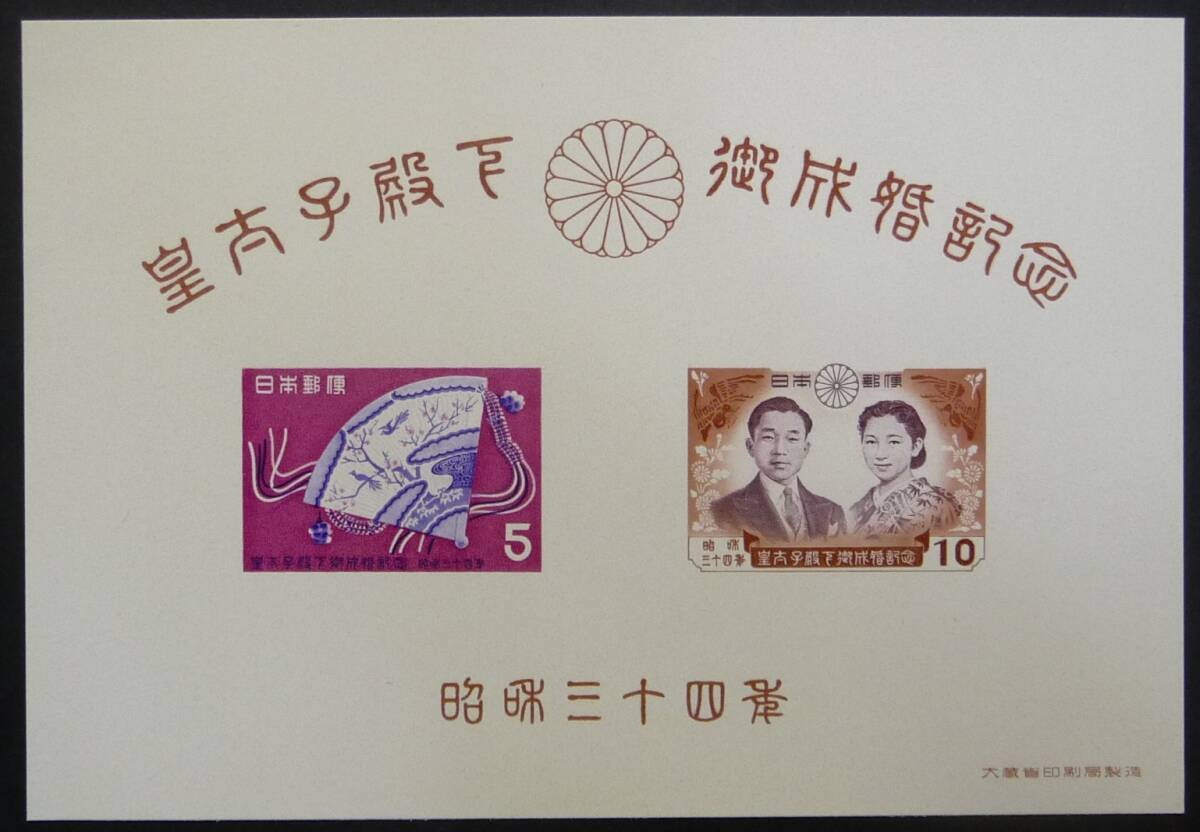 皇太子殿下 御成婚記念
日本郵便
5
皇太子殿下御成婚記念 昭和三十四年
日本 郵便
昭和
三十四年
皇太子殿下御成婚記念
10
昭和三十四年
大蔵省印刷局製造